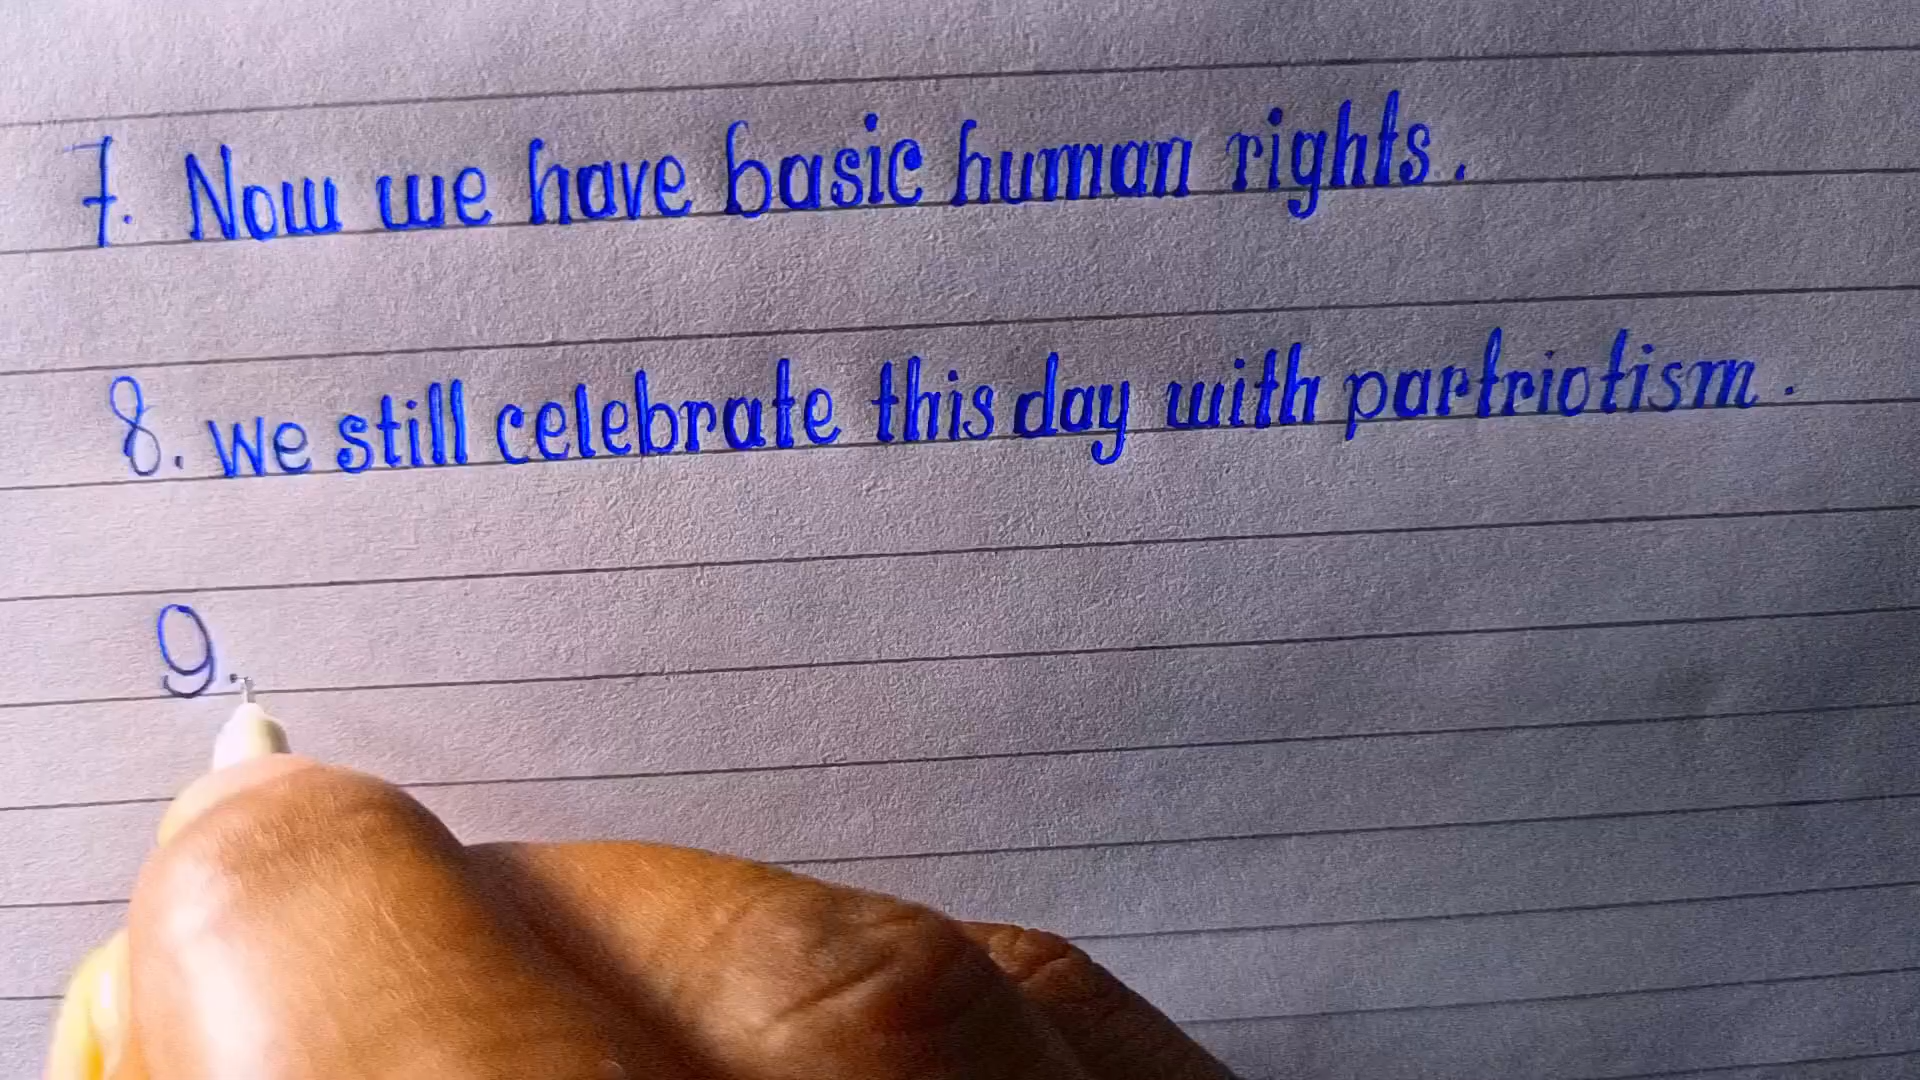 7. Now we have basic human rights.
8. we still celebrate this day with partriotism.
9.